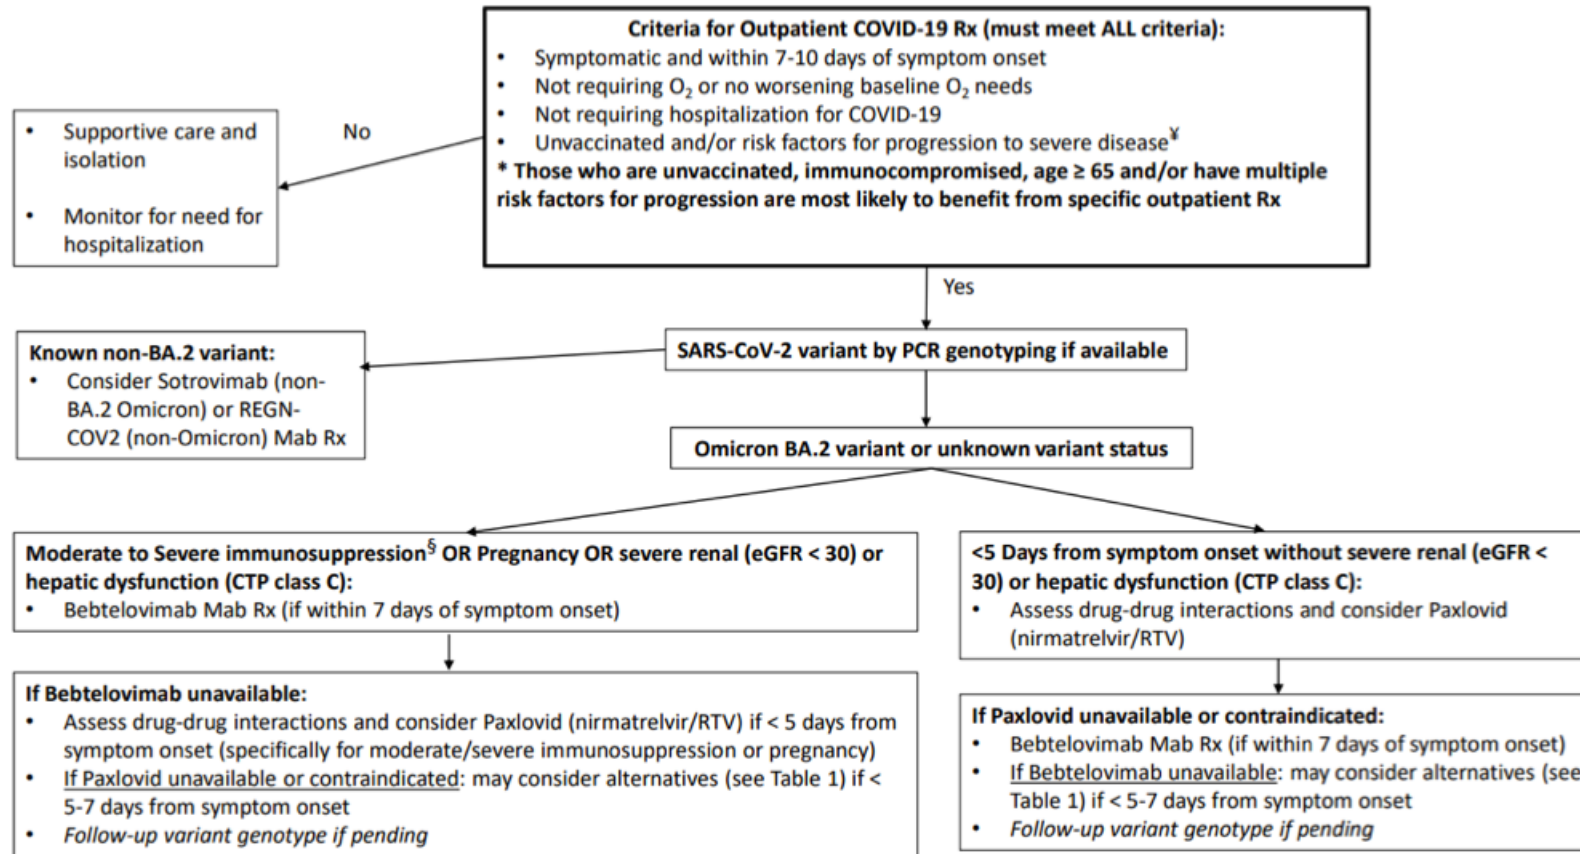 Criteria for Outpatient COVID-19 Rx (must meet ALL criteria):
• Symptomatic and within 7-10 days of symptom onset
• Not requiring O₂ or no worsening baseline O₂ needs
• Not requiring hospitalization for COVID-19
• Unvaccinated and/or risk factors for progression to severe disease¥
* Those who are unvaccinated, immunocompromised, age ≥ 65 and/or have multiple
risk factors for progression are most likely to benefit from specific outpatient Rx
No
• Supportive care and
isolation
• Monitor for need for
hospitalization
Yes
SARS-CoV-2 variant by PCR genotyping if available
Known non-BA.2 variant:
• Consider Sotrovimab (non-
BA.2 Omicron) or REGN-
COV2 (non-Omicron) Mab Rx
Omicron BA.2 variant or unknown variant status
Moderate to Severe immunosuppression§ OR Pregnancy OR severe renal (eGFR < 30) or
hepatic dysfunction (CTP class C):
• Bebtelovimab Mab Rx (if within 7 days of symptom onset)
If Bebtelovimab unavailable:
• Assess drug-drug interactions and consider Paxlovid (nirmatrelvir/RTV) if < 5 days from
symptom onset (specifically for moderate/severe immunosuppression or pregnancy)
• If Paxlovid unavailable or contraindicated: may consider alternatives (see Table 1) if <
5-7 days from symptom onset
• Follow-up variant genotype if pending
<5 Days from symptom onset without severe renal (eGFR <
30) or hepatic dysfunction (CTP class C):
• Assess drug-drug interactions and consider Paxlovid
(nirmatrelvir/RTV)
If Paxlovid unavailable or contraindicated:
• Bebtelovimab Mab Rx (if within 7 days of symptom onset)
• If Bebtelovimab unavailable: may consider alternatives (see
Table 1) if < 5-7 days from symptom onset
• Follow-up variant genotype if pending